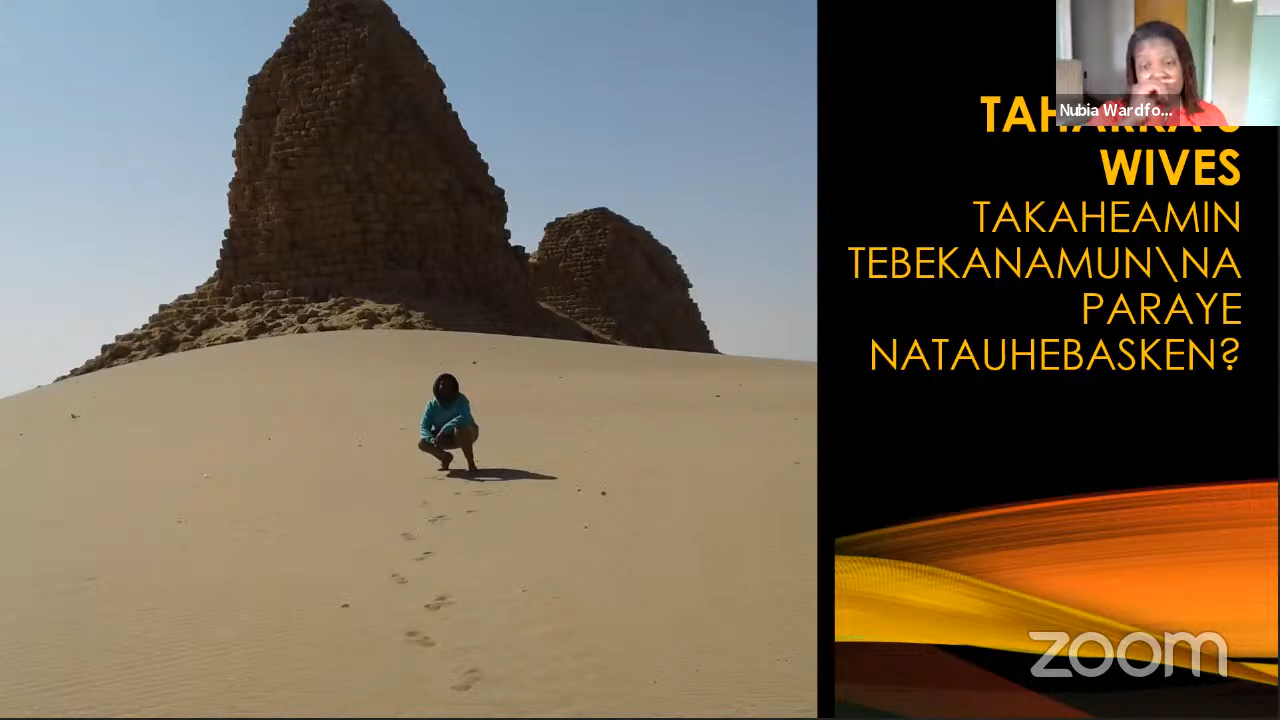 Nubia Wardfo...
WIVES
TAKAHEAMIN
TEBEKANAMUN\NA
PARAYE
NATAUHEBASKEN?
zoom